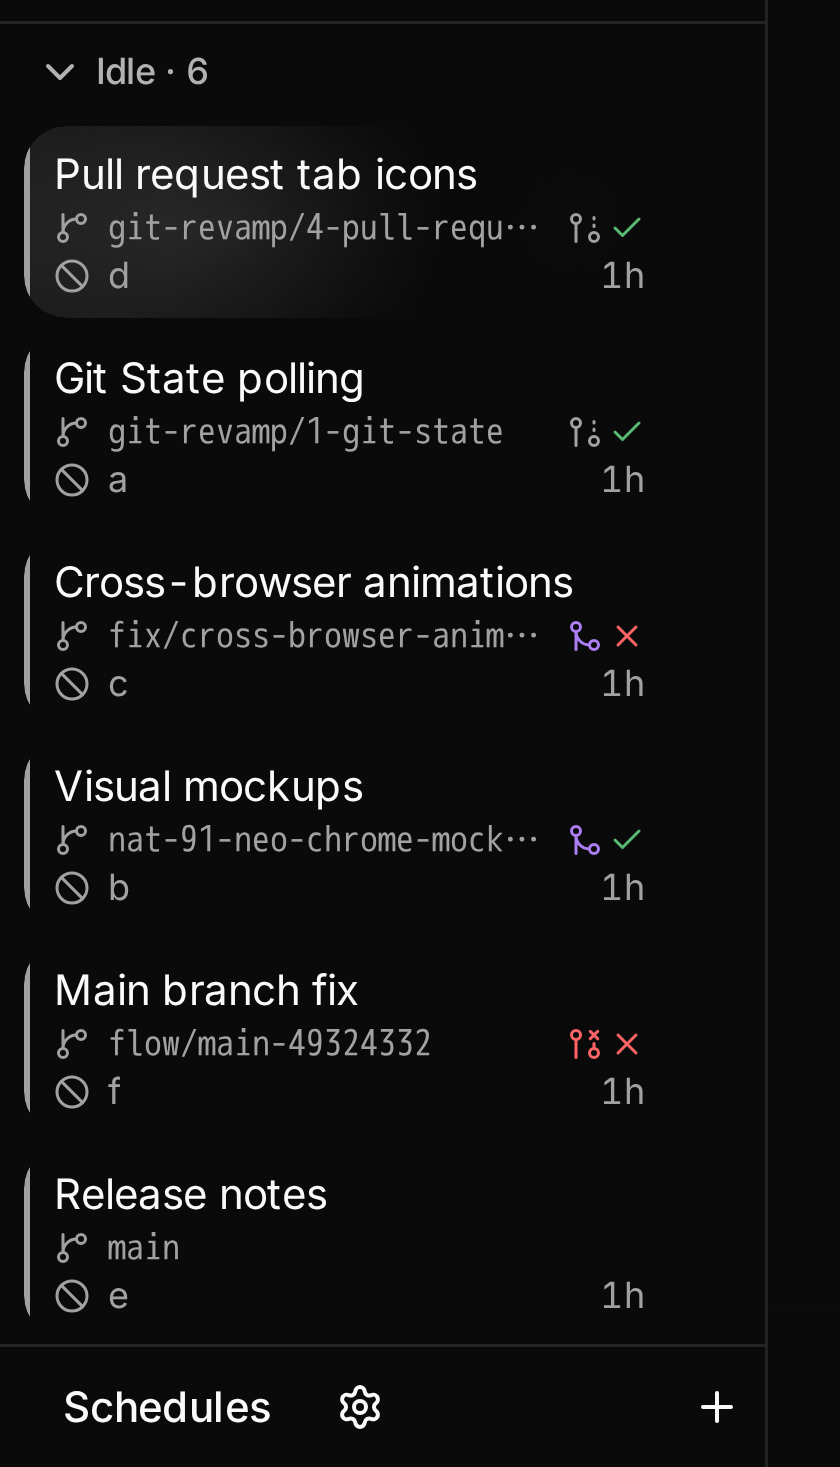 Idle · 6
Pull request tab icons
git-revamp/4-pull-requ···
d 1h
Git State polling
git-revamp/1-git-state
a 1h
Cross-browser animations
fix/cross-browser-anim···
c 1h
Visual mockups
nat-91-neo-chrome-mock···
b 1h
Main branch fix
flow/main-49324332
f 1h
Release notes
main
e 1h
Schedules